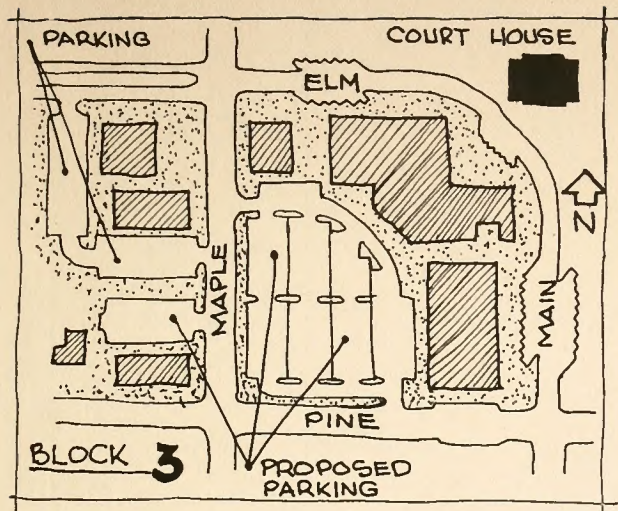 PARKING
COURT HOUSE
ELM
N
MAPLE
MAIN
PINE
BLOCK 3
PROPOSED
PARKING